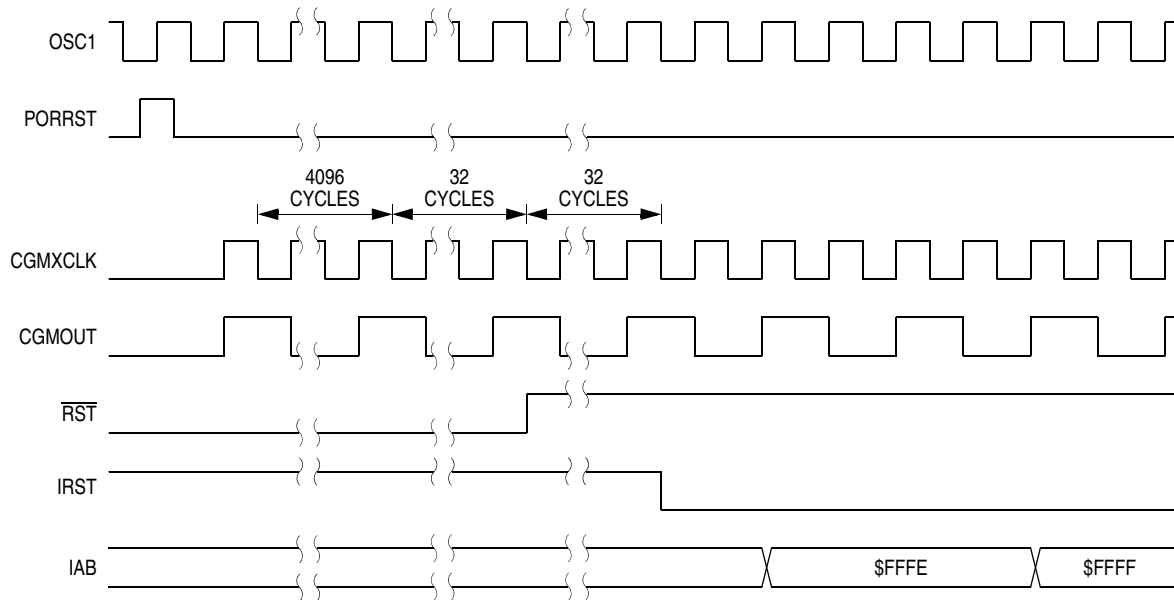 OSC1
PORRST
4096
CYCLES
32
CYCLES
32
CYCLES
CGMXCLK
CGMOUT
RST
IRST
IAB
$FFFE
$FFFF